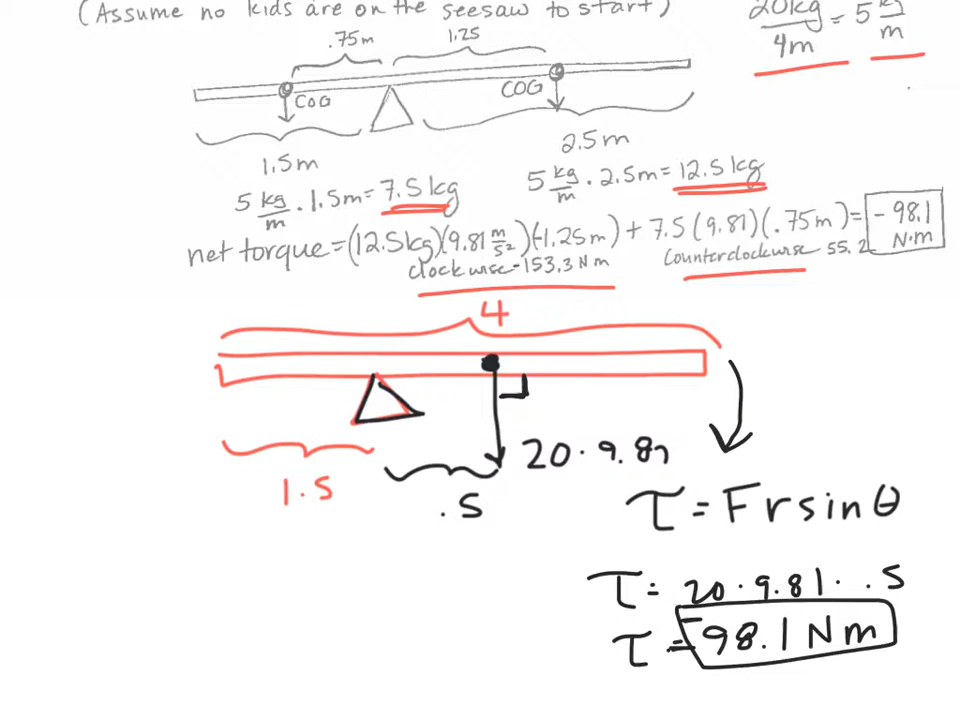 (Assume no kids are on the seesaw to start)
20kg/4m = 5 kg/m
.75m 1.25
COG COG
1.5m 2.5m
5 kg/m · 1.5m = 7.5 kg 5 kg/m · 2.5m = 12.5 kg
net torque = (12.5kg)(9.81 m/s²)(-1.25m) + 7.5(9.81)(.75m) = -98.1 N·m
clockwise -153.3 Nm Counterclockwise 55.2
4
1.5 .5 20 · 9.81
τ = Fr sin θ
τ = 20 · 9.81 · .5
τ = -98.1 Nm